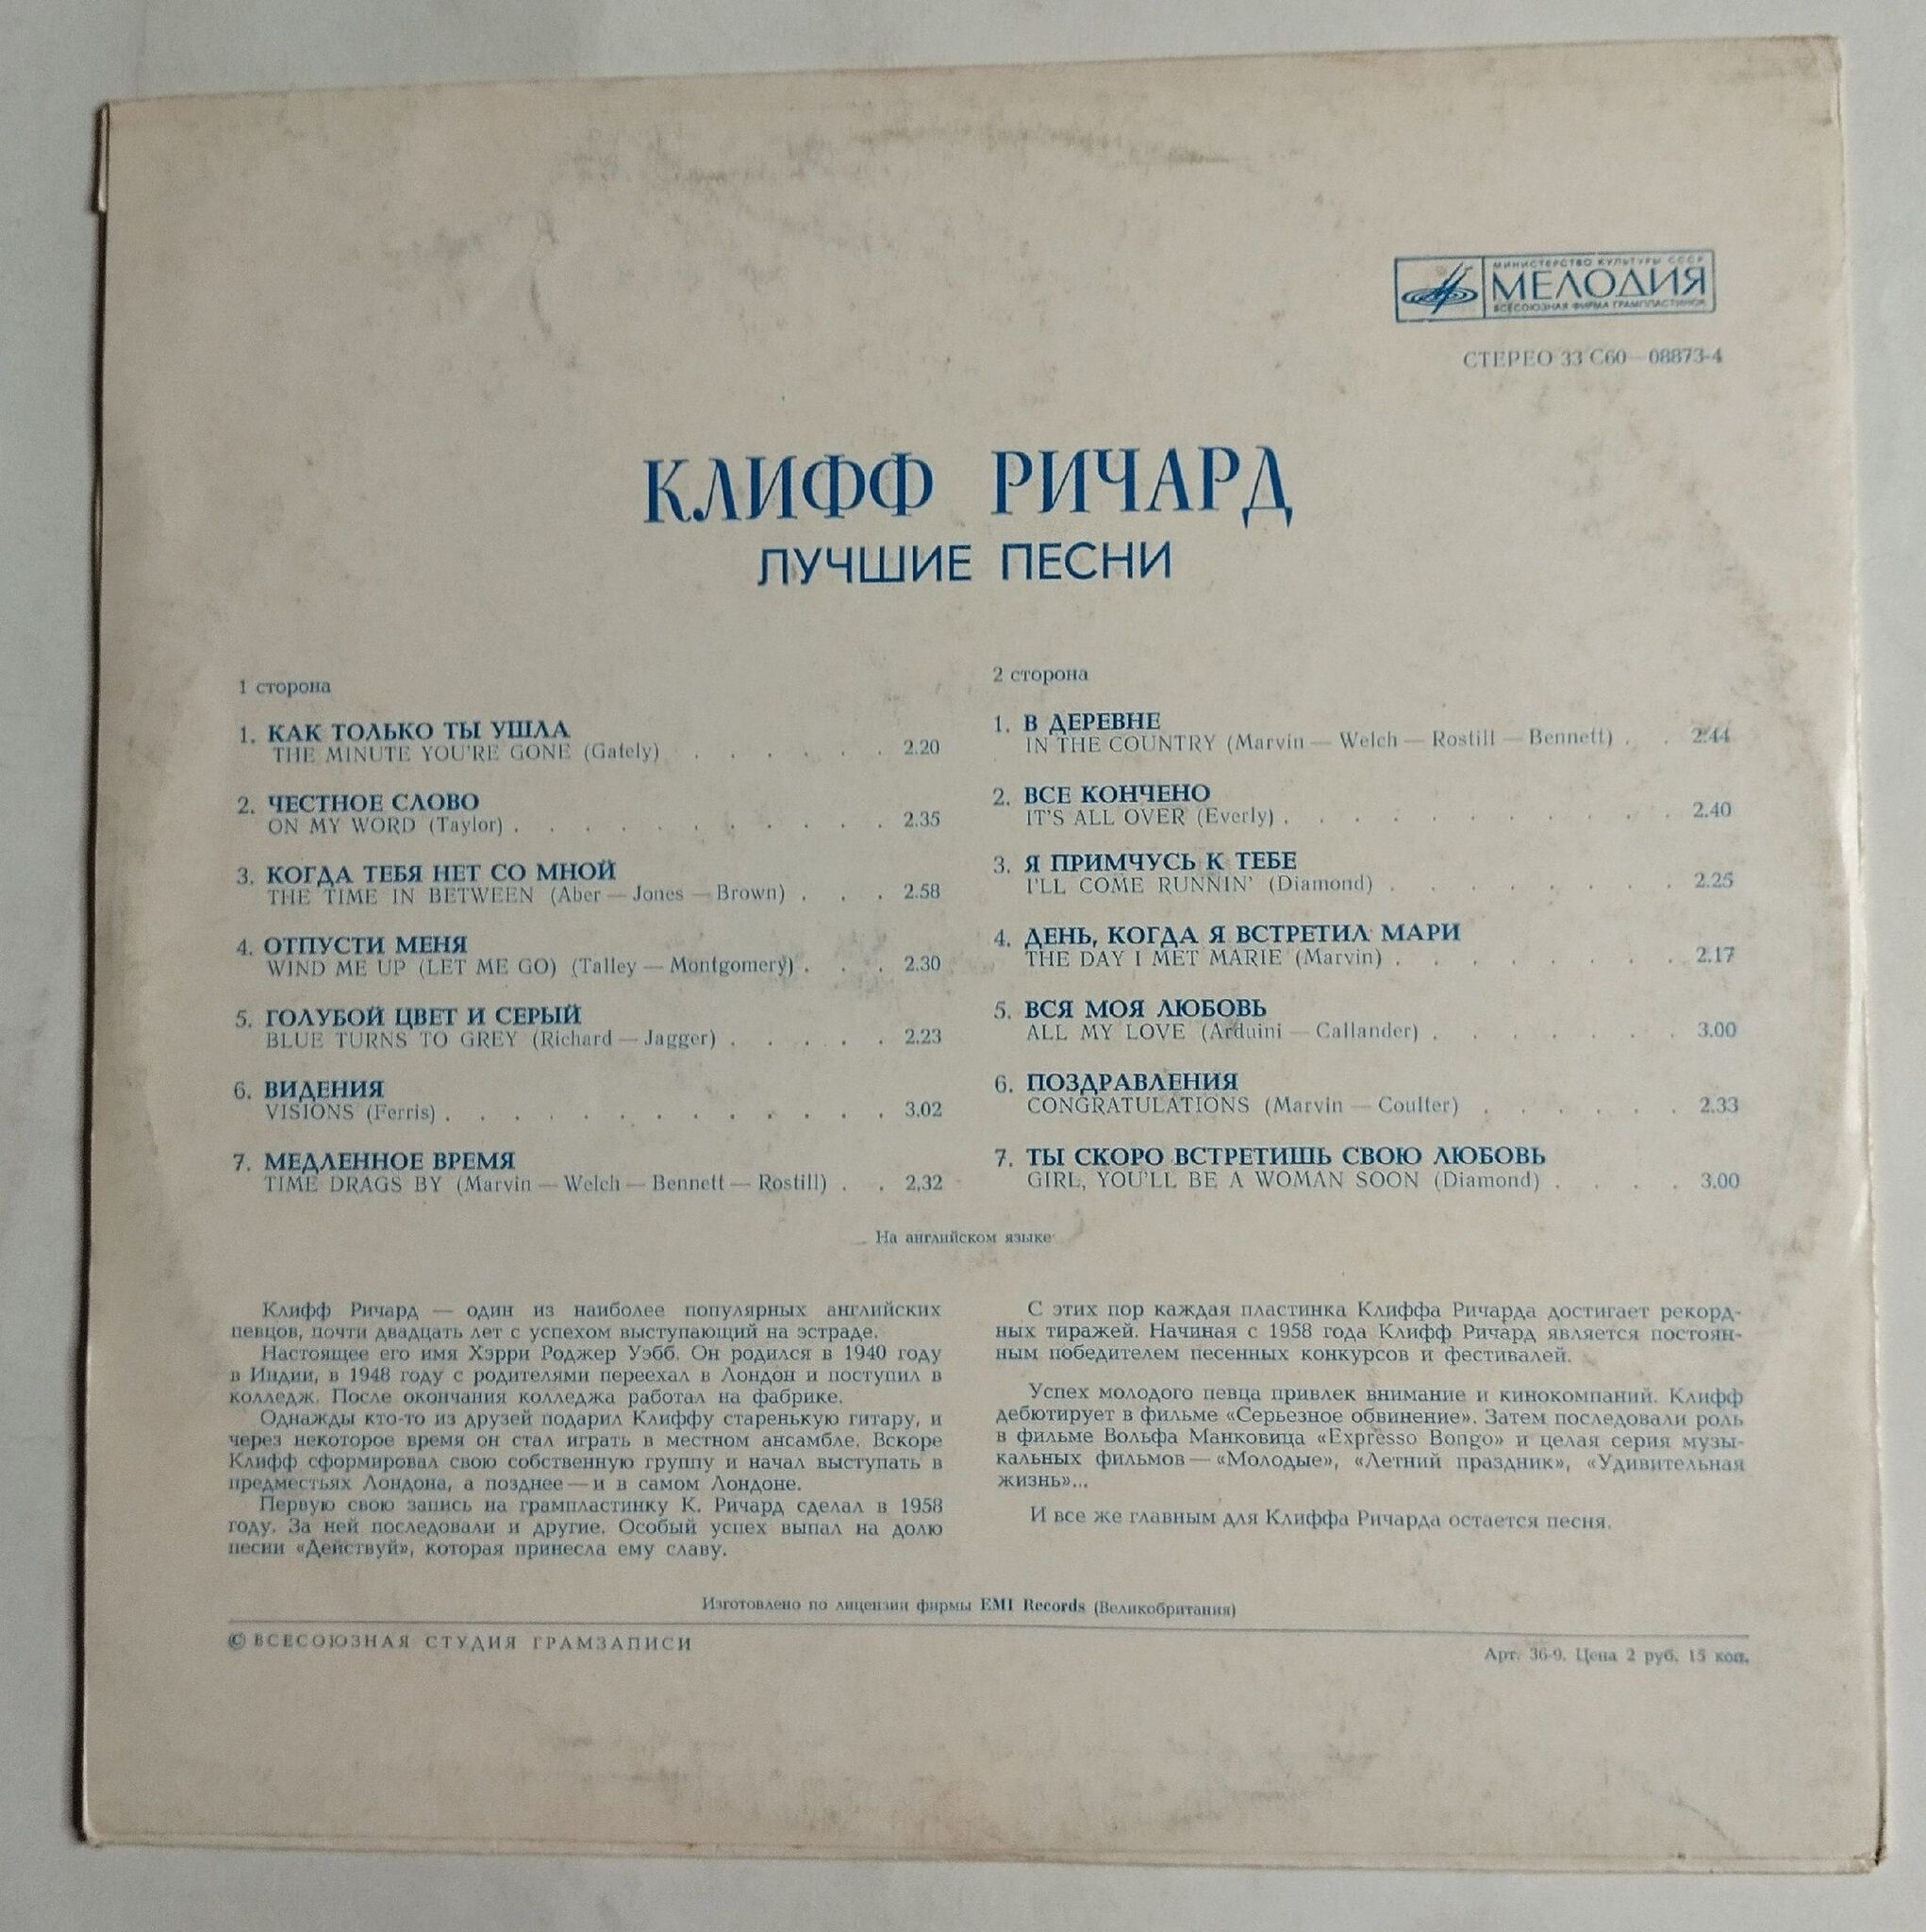 МИНИСТЕРСТВО КУЛЬТУРЫ СССР
МЕЛОДИЯ
ВСЕСОЮЗНАЯ ФИРМА ГРАМПЛАСТИНОК
СТЕРЕО 33 С60—08873-4
КЛИФФ РИЧАРД
ЛУЧШИЕ ПЕСНИ
1 сторона
1. КАК ТОЛЬКО ТЫ УШЛА
THE MINUTE YOU'RE GONE (Gately) . . . . . . 2.20
2. ЧЕСТНОЕ СЛОВО
ON MY WORD (Taylor) . . . . . . . . . . . 2.35
3. КОГДА ТЕБЯ НЕТ СО МНОЙ
THE TIME IN BETWEEN (Aber — Jones — Brown) . . . 2.58
4. ОТПУСТИ МЕНЯ
WIND ME UP (LET ME GO) (Talley — Montgomery) . . . 2.30
5. ГОЛУБОЙ ЦВЕТ И СЕРЫЙ
BLUE TURNS TO GREY (Richard — Jagger) . . . . . 2.23
6. ВИДЕНИЯ
VISIONS (Ferris) . . . . . . . . . . . . . 3.02
7. МЕДЛЕННОЕ ВРЕМЯ
TIME DRAGS BY (Marvin — Welch — Bennett — Rostill) . . 2,32
2 сторона
1. В ДЕРЕВНЕ
IN THE COUNTRY (Marvin — Welch — Rostill — Bennett) . . 2.44
2. ВСЕ КОНЧЕНО
IT'S ALL OVER (Everly) . . . . . . . . . . . 2.40
3. Я ПРИМЧУСЬ К ТЕБЕ
I'LL COME RUNNIN' (Diamond) . . . . . . . . 2.25
4. ДЕНЬ, КОГДА Я ВСТРЕТИЛ МАРИ
THE DAY I MET MARIE (Marvin) . . . . . . . . 2.17
5. ВСЯ МОЯ ЛЮБОВЬ
ALL MY LOVE (Arduini — Callander) . . . . . . . 3.00
6. ПОЗДРАВЛЕНИЯ
CONGRATULATIONS (Marvin — Coulter) . . . . . . 2.33
7. ТЫ СКОРО ВСТРЕТИШЬ СВОЮ ЛЮБОВЬ
GIRL, YOU'LL BE A WOMAN SOON (Diamond) . . . . 3.00
На английском языке
Клифф Ричард — один из наиболее популярных английских
певцов, почти двадцать лет с успехом выступающий на эстраде.
Настоящее его имя Хэрри Роджер Уэбб. Он родился в 1940 году
в Индии, в 1948 году с родителями переехал в Лондон и поступил в
колледж. После окончания колледжа работал на фабрике.
Однажды кто-то из друзей подарил Клиффу старенькую гитару, и
через некоторое время он стал играть в местном ансамбле. Вскоре
Клифф сформировал свою собственную группу и начал выступать в
предместьях Лондона, а позднее — и в самом Лондоне.
Первую свою запись на грампластинку К. Ричард сделал в 1958
году. За ней последовали и другие. Особый успех выпал на долю
песни «Действуй», которая принесла ему славу.
С этих пор каждая пластинка Клиффа Ричарда достигает рекорд-
ных тиражей. Начиная с 1958 года Клифф Ричард является постоян-
ным победителем песенных конкурсов и фестивалей.
Успех молодого певца привлек внимание и кинокомпаний. Клифф
дебютирует в фильме «Серьезное обвинение». Затем последовали роль
в фильме Вольфа Манковица «Expresso Bongo» и целая серия музы-
кальных фильмов — «Молодые», «Летний праздник», «Удивительная
жизнь»...
И все же главным для Клиффа Ричарда остается песня.
Изготовлено по лицензии фирмы EMI Records (Великобритания)
© ВСЕСОЮЗНАЯ СТУДИЯ ГРАМЗАПИСИ
Арт. 36-9. Цена 2 руб. 15 коп.